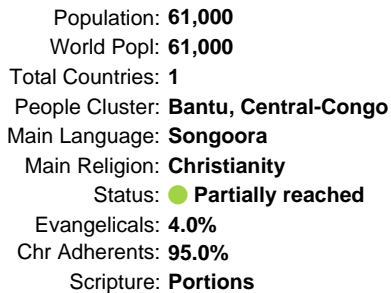 Population: 61,000
World Popl: 61,000
Total Countries: 1
People Cluster: Bantu, Central-Congo
Main Language: Songoora
Main Religion: Christianity
Status: Partially reached
Evangelicals: 4.0%
Chr Adherents: 95.0%
Scripture: Portions